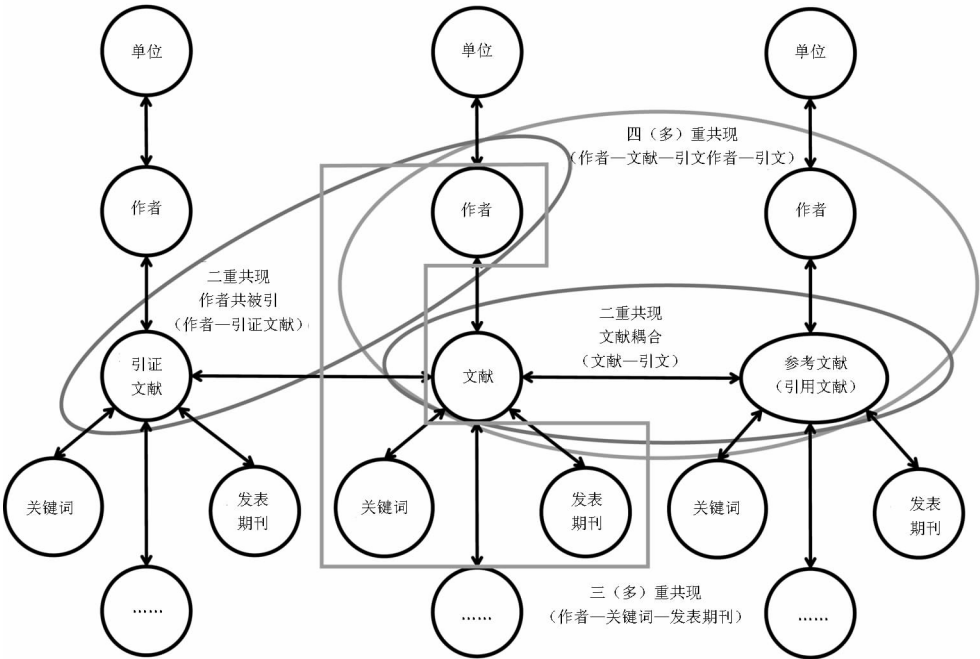 单位
单位
单位
四（多）重共现
（作者—文献—引文作者—引文）
作者
作者
作者
二重共现
作者共被引
（作者—引证文献）
二重共现
文献耦合
（文献—引文）
引证
文献
文献
参考文献
（引用文献）
关键词
发表
期刊
关键词
发表
期刊
关键词
发表
期刊
……
……
……
三（多）重共现
（作者—关键词—发表期刊）